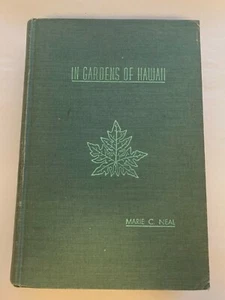 IN GARDENS OF HAWAII
MARIE C. NEAL